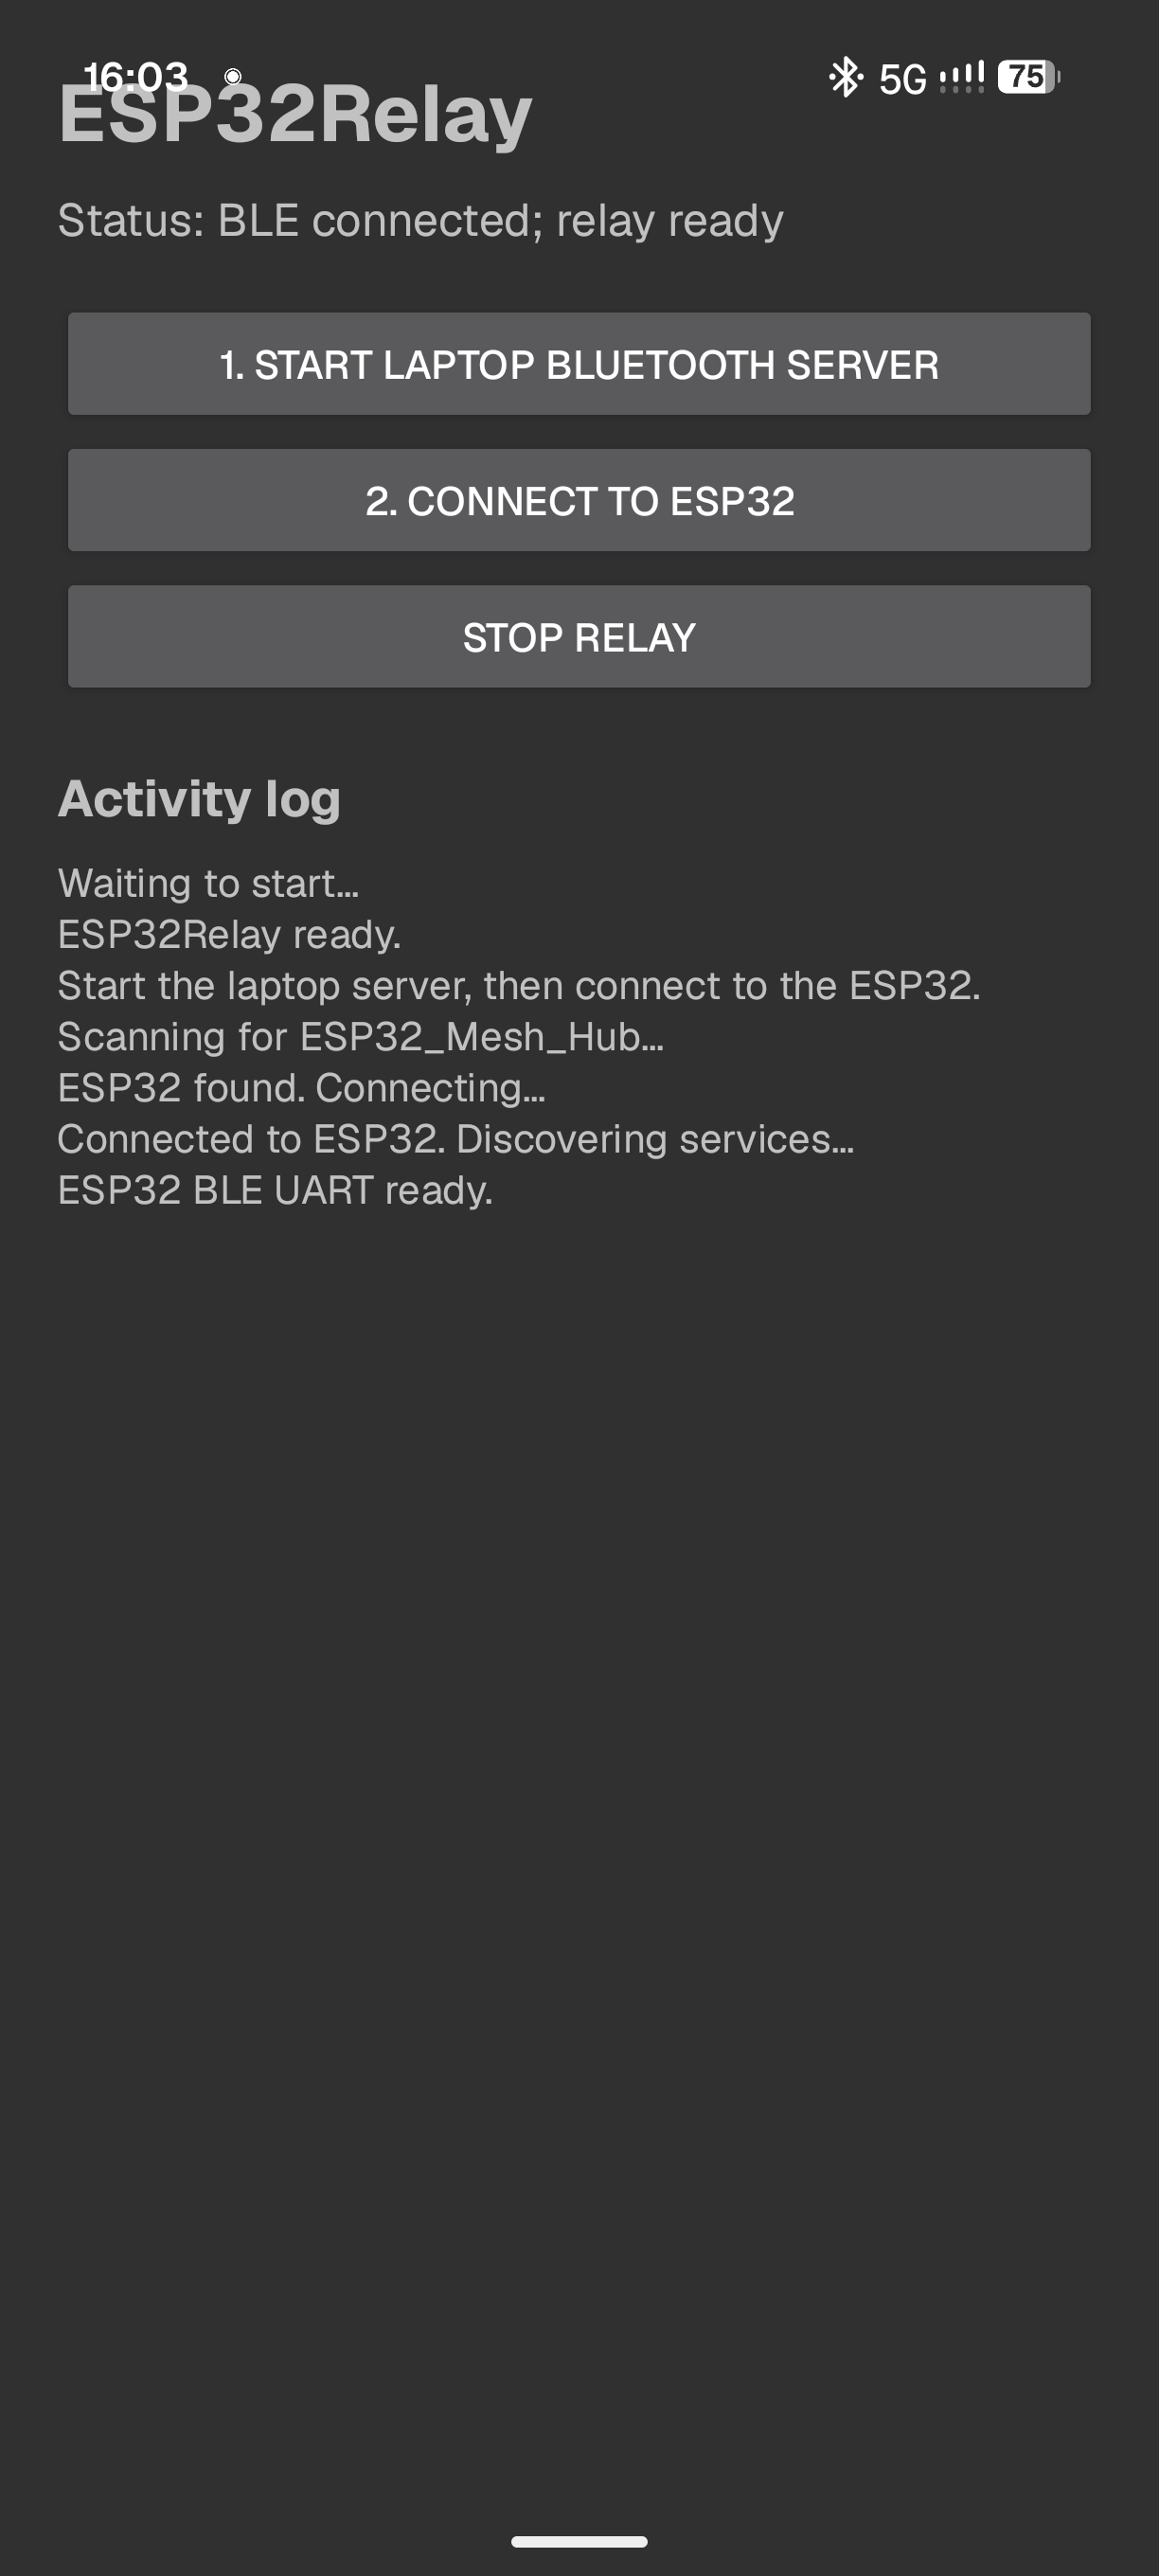 16:03 5G 75
ESP32Relay
Status: BLE connected; relay ready
1. START LAPTOP BLUETOOTH SERVER
2. CONNECT TO ESP32
STOP RELAY
Activity log
Waiting to start…
ESP32Relay ready.
Start the laptop server, then connect to the ESP32.
Scanning for ESP32_Mesh_Hub…
ESP32 found. Connecting…
Connected to ESP32. Discovering services…
ESP32 BLE UART ready.